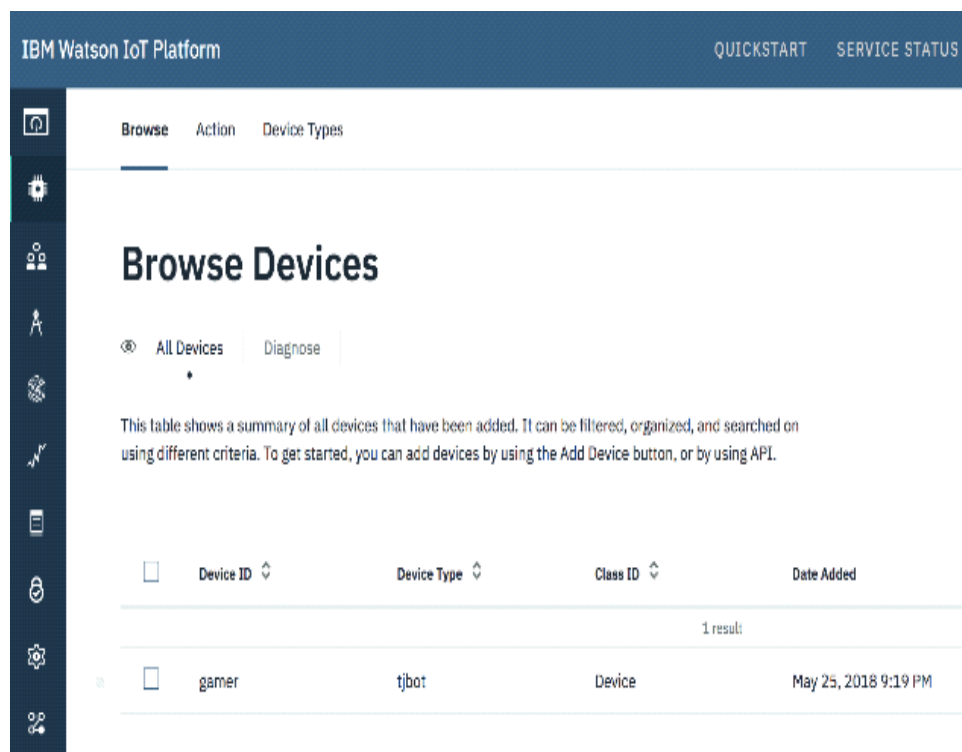 IBM Watson IoT Platform QUICKSTART SERVICE STATUS
Browse Action Device Types
Browse Devices
All Devices Diagnose
This table shows a summary of all devices that have been added. It can be filtered, organized, and searched on
using different criteria. To get started, you can add devices by using the Add Device button, or by using API.
Device ID Device Type Class ID Date Added
1 result
gamer tjbot Device May 25, 2018 9:19 PM